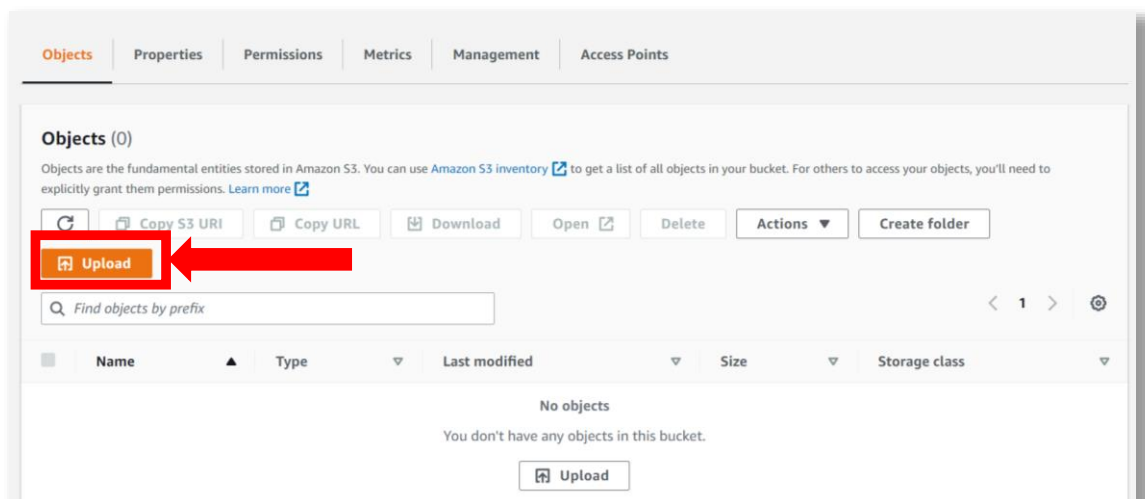 Objects Properties Permissions Metrics Management Access Points
Objects (0)
Objects are the fundamental entities stored in Amazon S3. You can use Amazon S3 inventory to get a list of all objects in your bucket. For others to access your objects, you'll need to
explicitly grant them permissions. Learn more
Copy S3 URI Copy URL Download Open Delete Actions Create folder
Upload
Find objects by prefix 1
Name Type Last modified Size Storage class
No objects
You don't have any objects in this bucket.
Upload